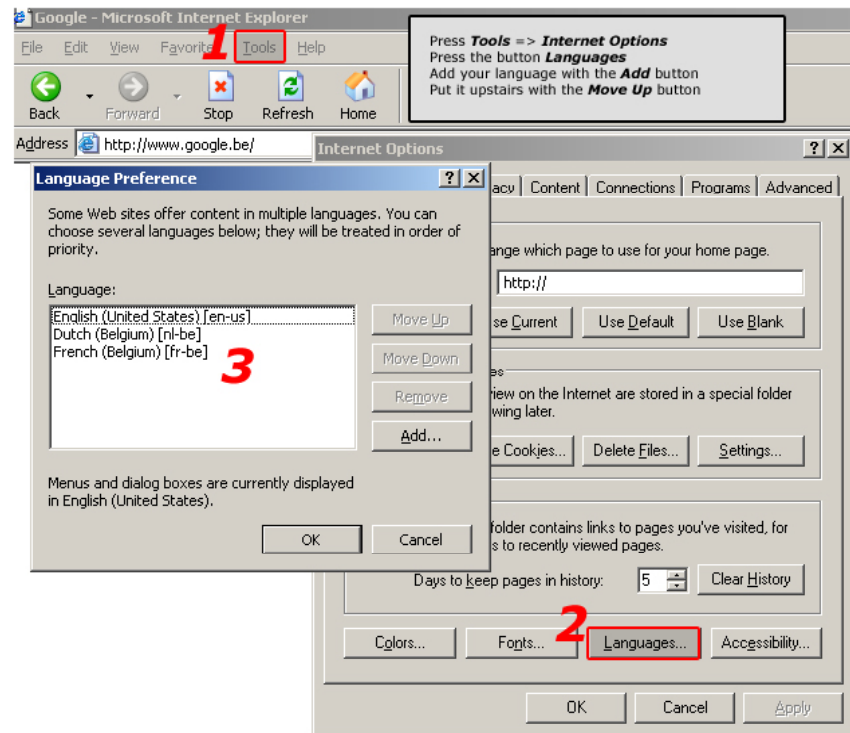 Google - Microsoft Internet Explorer
File Edit View Favorite Tools Help
1
Press Tools => Internet Options
Press the button Languages
Add your language with the Add button
Put it upstairs with the Move Up button
Back Forward Stop Refresh Home
Address http://www.google.be/
Internet Options
acy Content Connections Programs Advanced
ange which page to use for your home page.
http://
se Current Use Default Use Blank
es
view on the Internet are stored in a special folder
wing later.
e Cookies... Delete Files... Settings...
folder contains links to pages you've visited, for
s to recently viewed pages.
Days to keep pages in history: 5 Clear History
2
Colors... Fonts... Languages... Accessibility...
OK Cancel Apply
Language Preference
Some Web sites offer content in multiple languages. You can
choose several languages below; they will be treated in order of
priority.
Language:
English (United States) [en-us]
Dutch (Belgium) [nl-be]
French (Belgium) [fr-be]
3
Move Up
Move Down
Remove
Add...
Menus and dialog boxes are currently displayed
in English (United States).
OK Cancel